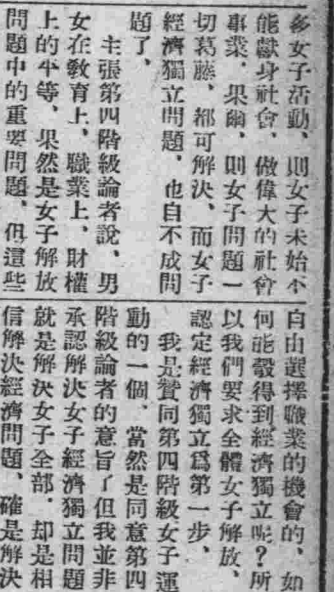 多女子活動、則女子未始不
能獻身社會、做偉大的社會
事業、果爾、則女子問題一
切葛藤、都可解決、而女子
經濟獨立問題、也自不成問
題了、
主張第四階級論者說、男
女在敎育上、職業上、財權
上的平等、果然是女子解放
問題中的重要問題、但這些
自由選擇職業的機會的、如
何能彀得到經濟獨立呢？所
以我們要求全體女子解放、
認定經濟獨立爲第一步、
我是贊同第四階級女子運
動的一個、當然是同意第四
階級論者的意旨了但我並非
承認解決女子經濟獨立問題
就是解決女子全部、却是相
信解決經濟問題、確是解決